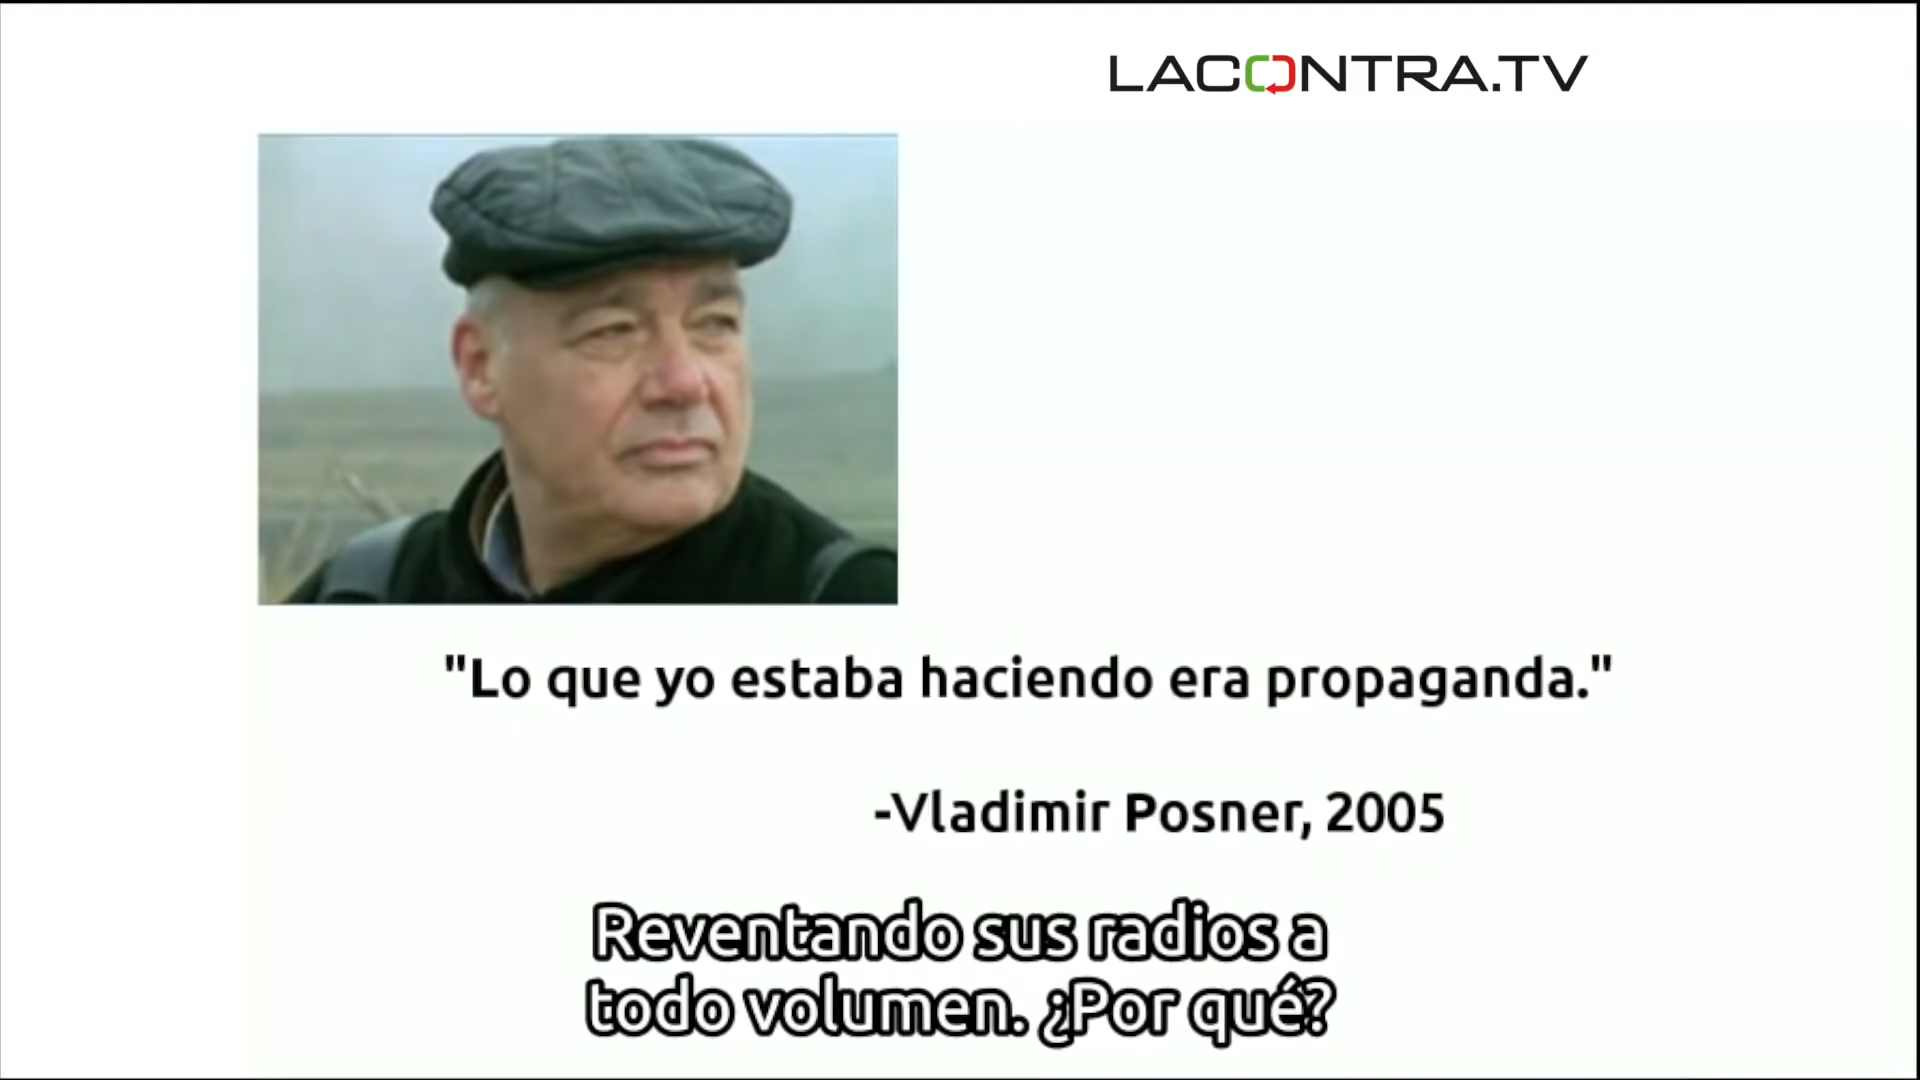 LACONTRA.TV
"Lo que yo estaba haciendo era propaganda."
-Vladimir Posner, 2005
Reventando sus radios a
todo volumen. ¿Por qué?